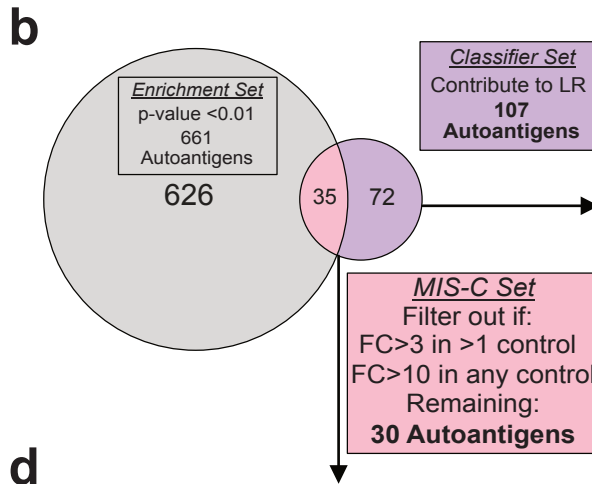 b
Enrichment Set
p-value <0.01
661
Autoantigens
626
35
72
Classifier Set
Contribute to LR
107
Autoantigens
MIS-C Set
Filter out if:
FC>3 in >1 control
FC>10 in any control
Remaining:
30 Autoantigens
d